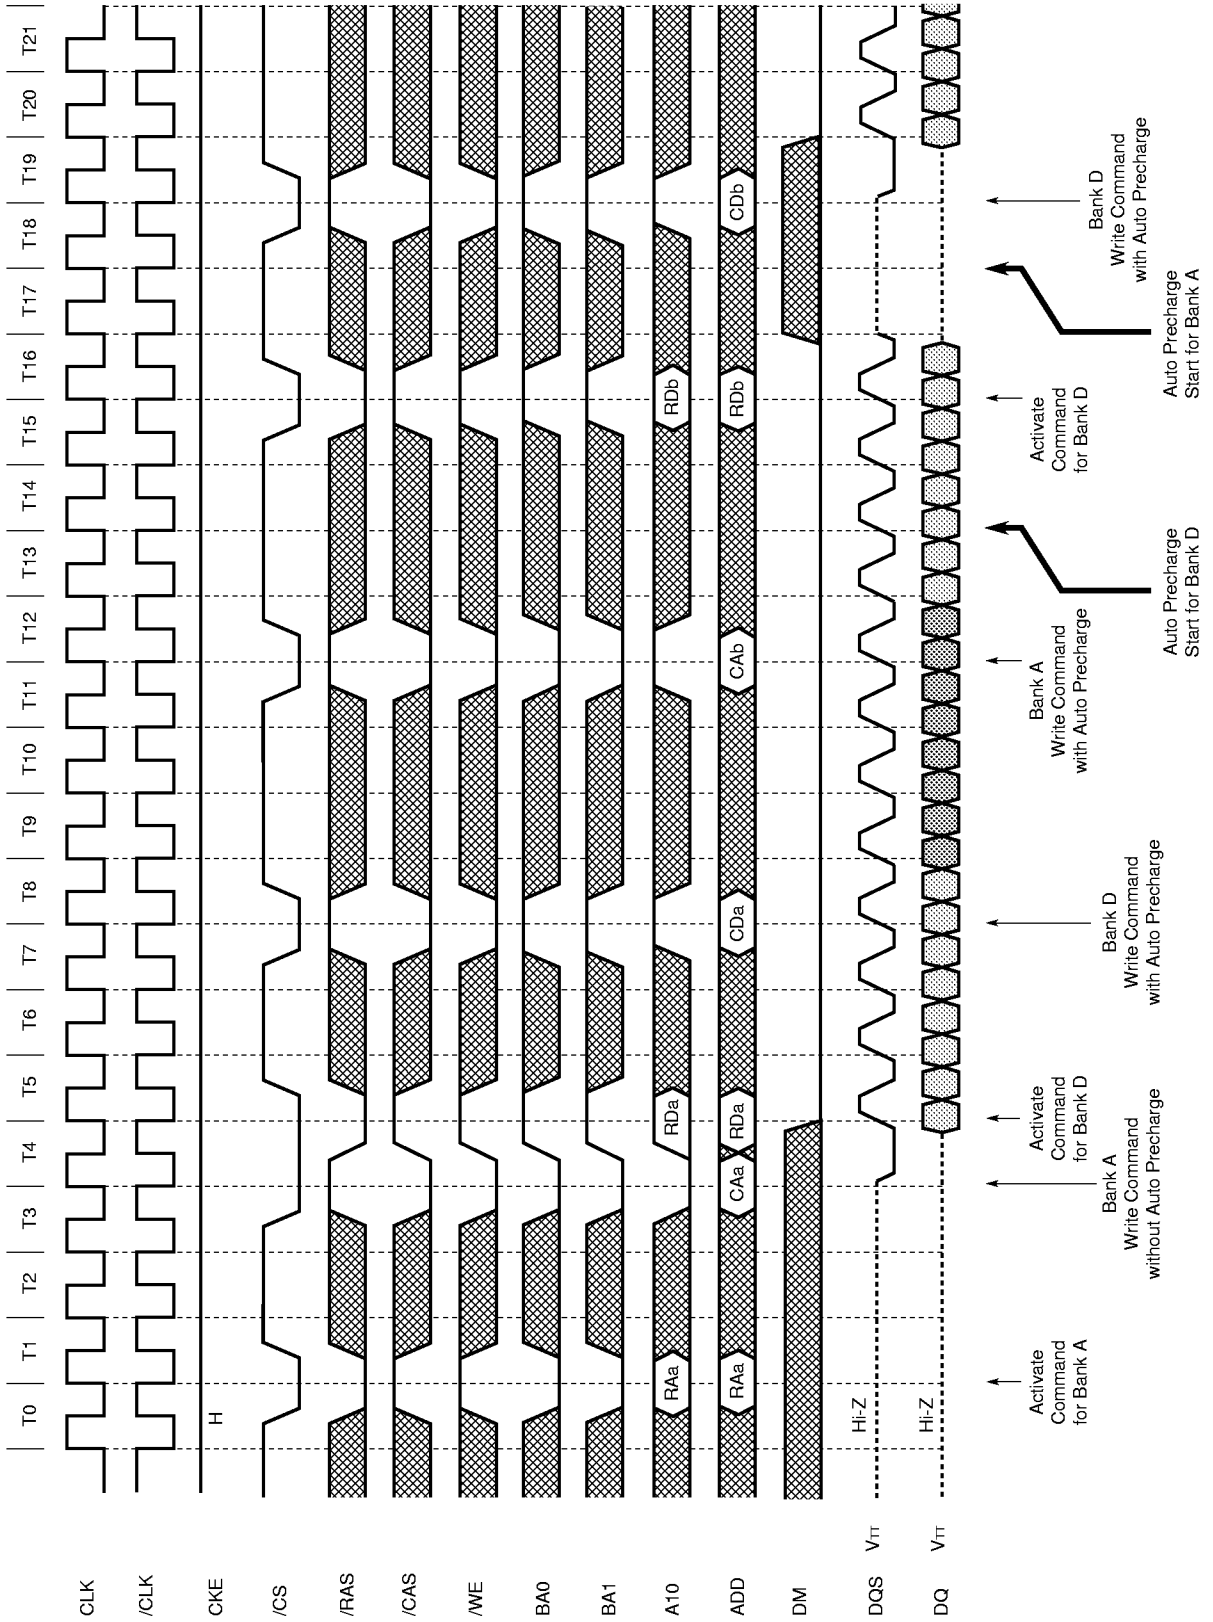 T0 T1 T2 T3 T4 T5 T6 T7 T8 T9 T10 T11 T12 T13 T14 T15 T16 T17 T18 T19 T20 T21
CLK
/CLK
CKE H
/CS
/RAS
/CAS
/WE
BA0
BA1
A10 RAa RDa RDb
ADD RAa CAa RDa CDa CAb RDb CDb
DM
DQS VTT Hi-Z
DQ VTT Hi-Z
Activate
Command
for Bank A
Bank A
Write Command
without Auto Precharge
Activate
Command
for Bank D
Bank D
Write Command
with Auto Precharge
Bank A
Write Command
with Auto Precharge
Auto Precharge
Start for Bank D
Activate
Command
for Bank D
Auto Precharge
Start for Bank A
Bank D
Write Command
with Auto Precharge